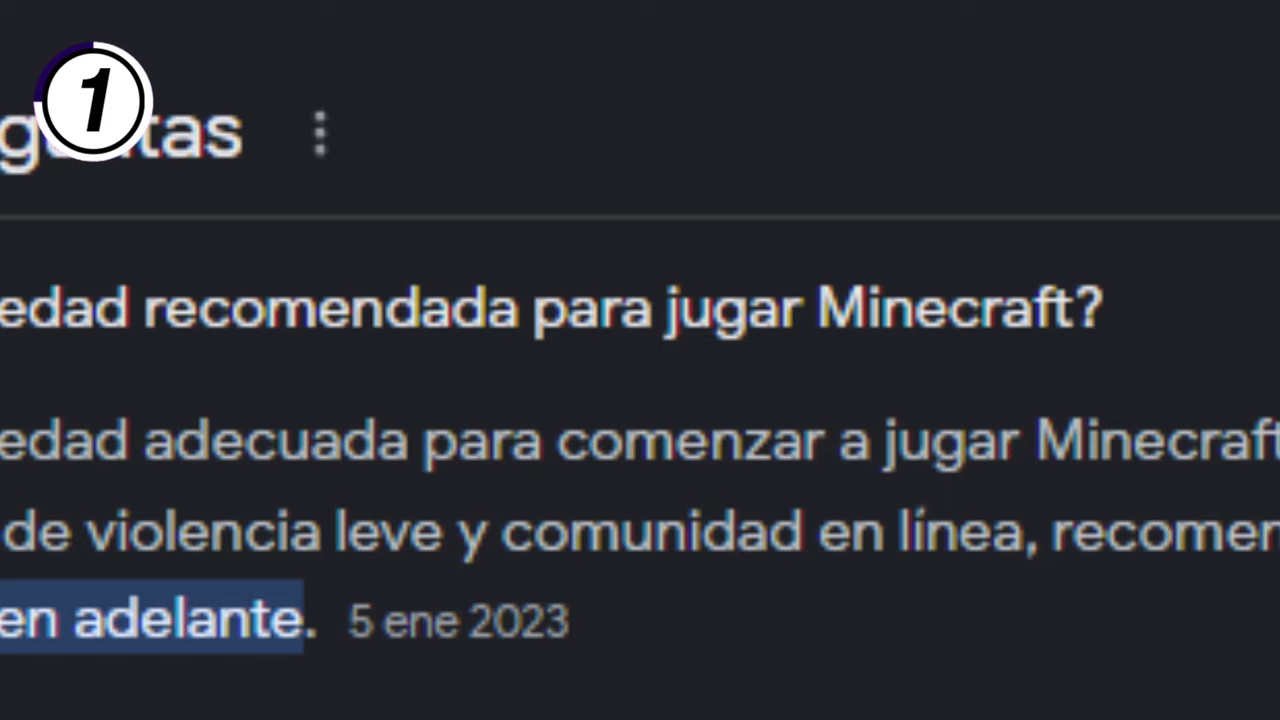 1
tas
edad recomendada para jugar Minecraft?
edad adecuada para comenzar a jugar Minecraft
de violencia leve y comunidad en línea,
en adelante. 5 ene 2023